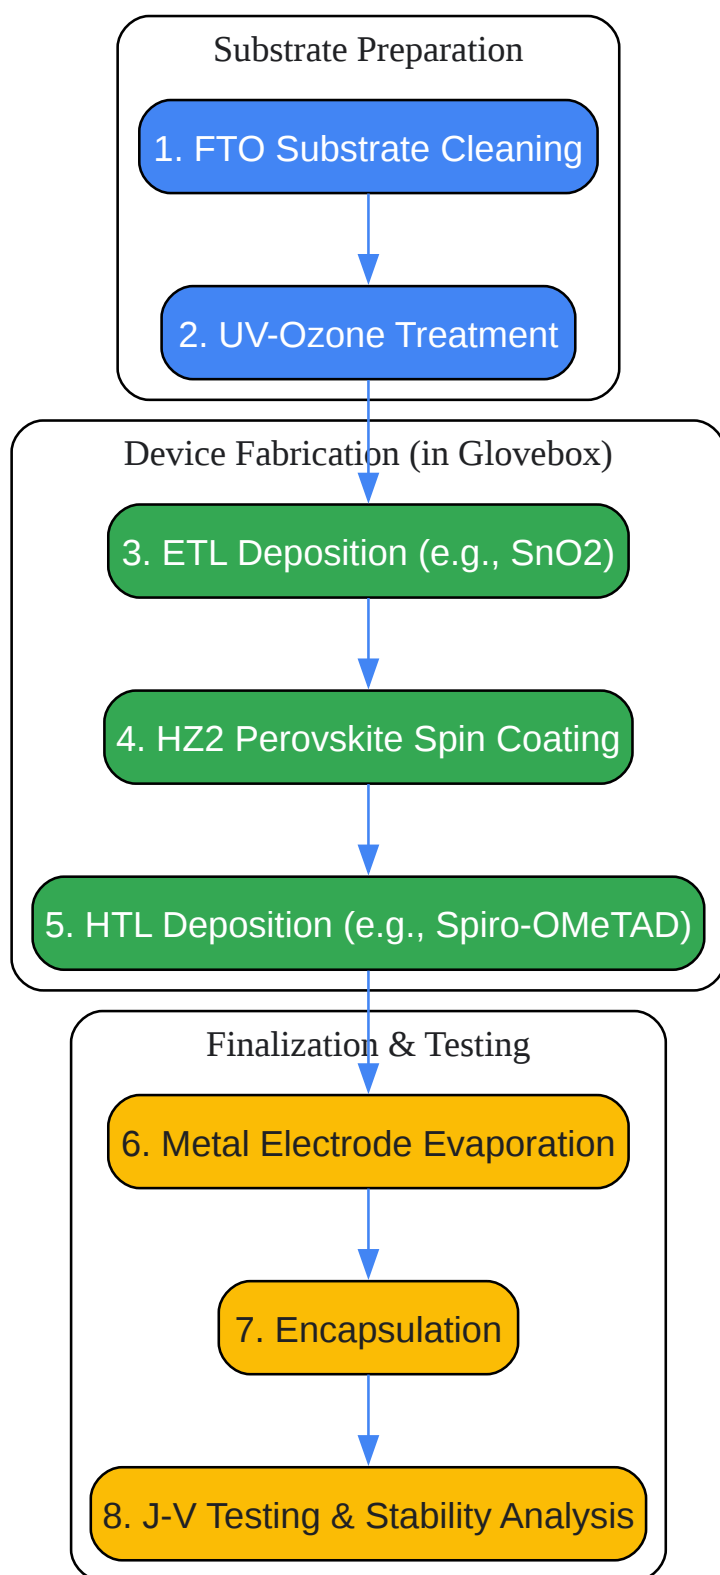 Substrate Preparation
1. FTO Substrate Cleaning
2. UV-Ozone Treatment
Device Fabrication (in Glovebox)
3. ETL Deposition (e.g., SnO2)
4. HZ2 Perovskite Spin Coating
5. HTL Deposition (e.g., Spiro-OMeTAD)
Finalization & Testing
6. Metal Electrode Evaporation
7. Encapsulation
8. J-V Testing & Stability Analysis